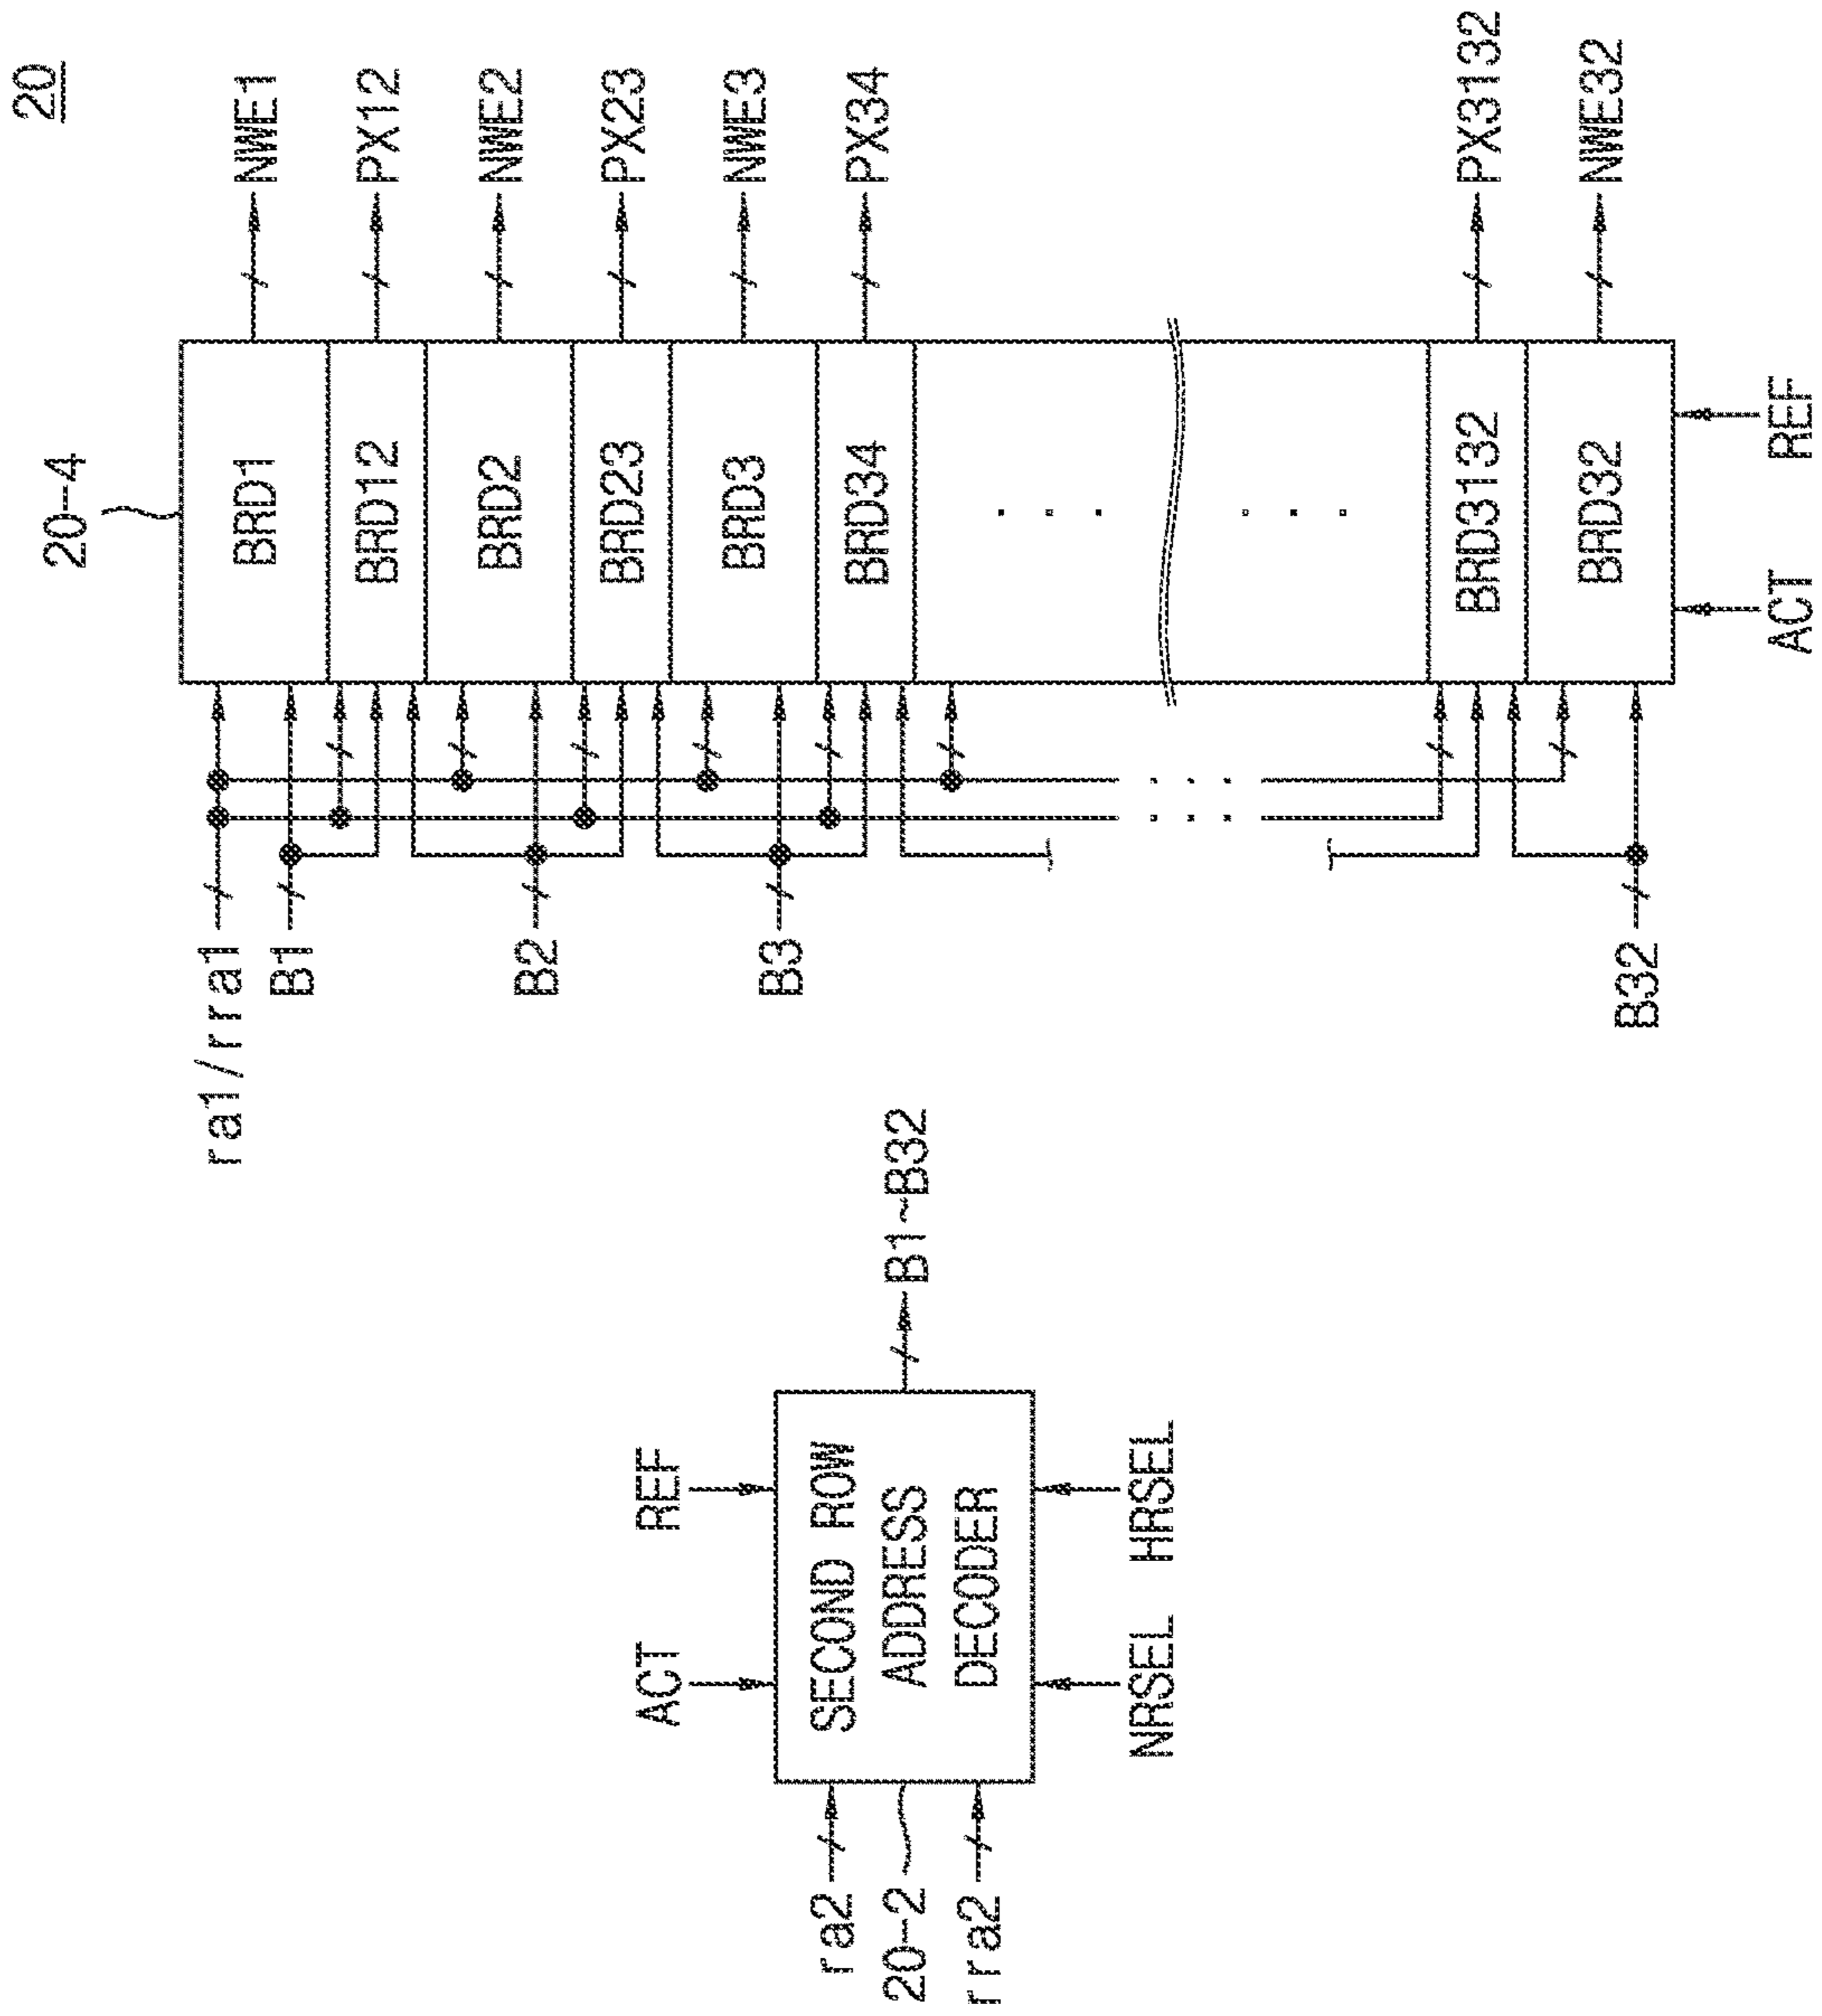 20
20-4
BRD1
BRD12
BRD2
BRD23
BRD3
BRD34
BRD3132
BRD32
NWE1
PX12
NWE2
PX23
NWE3
PX34
PX3132
NWE32
ACT
REF
ra1/rra1
B1
B2
B3
B32
ACT
REF
SECOND ROW
ADDRESS
DECODER
B1~B32
ra2
20-2
rra2
NRSEL
HRSEL